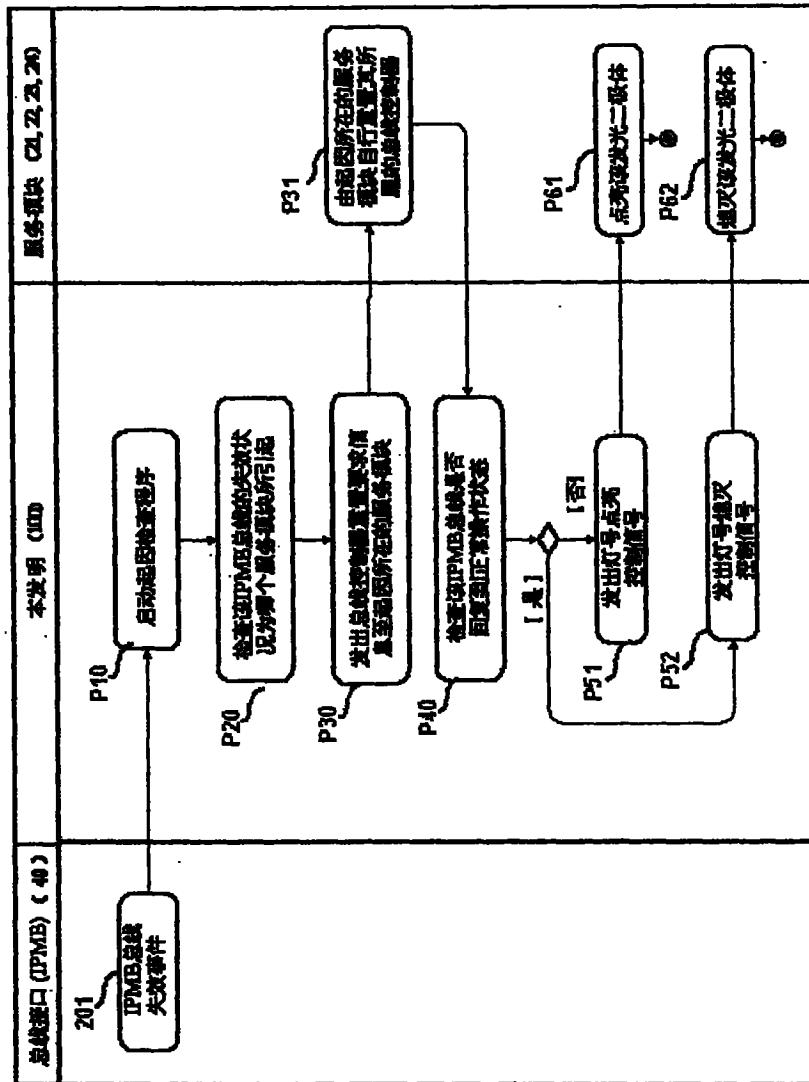 总线接口 (IPMB) ( 40 )
本发明 (100)
服务模块 (21, 22, 23, 24)
201
IPMB总线
失效事件
P10
启动起因检查程序
P20
检查该IPMB总线的失效状
况为哪个服务模块所引起
P30
发出总线控制器重置要求信
息至起因所在的服务模块
P31
由起因所在的服务
模块自行重置其所
属的总线控制器
P40
检查该IPMB总线是否
回复到正常操作状态
[是]
[否]
P51
发出灯号点亮
控制信号
P61
点亮该发光二极体
P52
发出灯号熄灭
控制信号
P62
熄灭该发光二极体